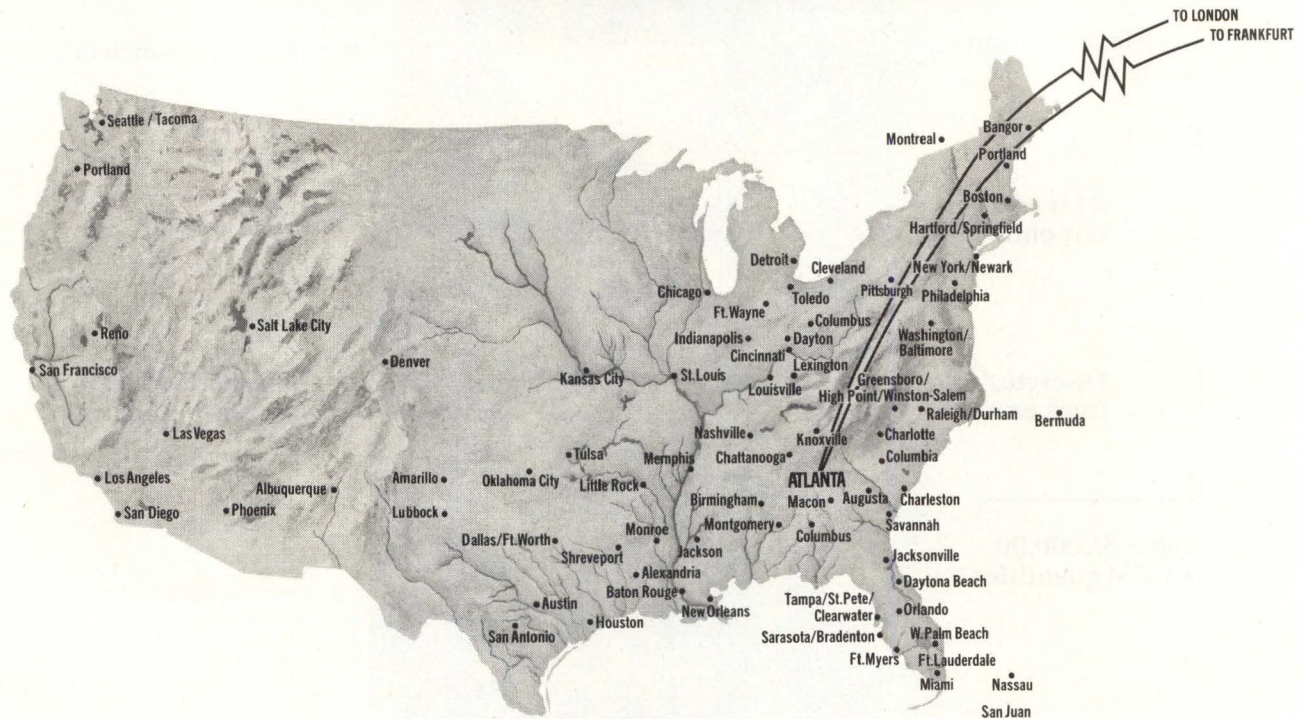 TO LONDON
TO FRANKFURT
Seattle / Tacoma
Portland
Montreal
Bangor
Portland
Boston
Hartford/Springfield
Detroit
Cleveland
New York/Newark
Chicago
Toledo
Pittsburgh
Philadelphia
Ft.Wayne
Salt Lake City
Reno
Columbus
Indianapolis
Dayton
Washington/
Baltimore
Cincinnati
Denver
San Francisco
Kansas City
St.Louis
Lexington
Louisville
Greensboro/
High Point/Winston-Salem
Raleigh/Durham
Bermuda
Las Vegas
Nashville
Knoxville
Charlotte
Tulsa
Memphis
Chattanooga
Columbia
Los Angeles
Amarillo
Oklahoma City
Little Rock
ATLANTA
Albuquerque
Birmingham
Macon
Augusta
Charleston
San Diego
Phoenix
Lubbock
Montgomery
Columbus
Savannah
Monroe
Dallas/Ft.Worth
Shreveport
Jackson
Jacksonville
Alexandria
Daytona Beach
Baton Rouge
New Orleans
Tampa/St.Pete/
Clearwater
Orlando
Austin
Houston
San Antonio
Sarasota/Bradenton
W.Palm Beach
Ft.Myers
Ft.Lauderdale
Miami
Nassau
San Juan